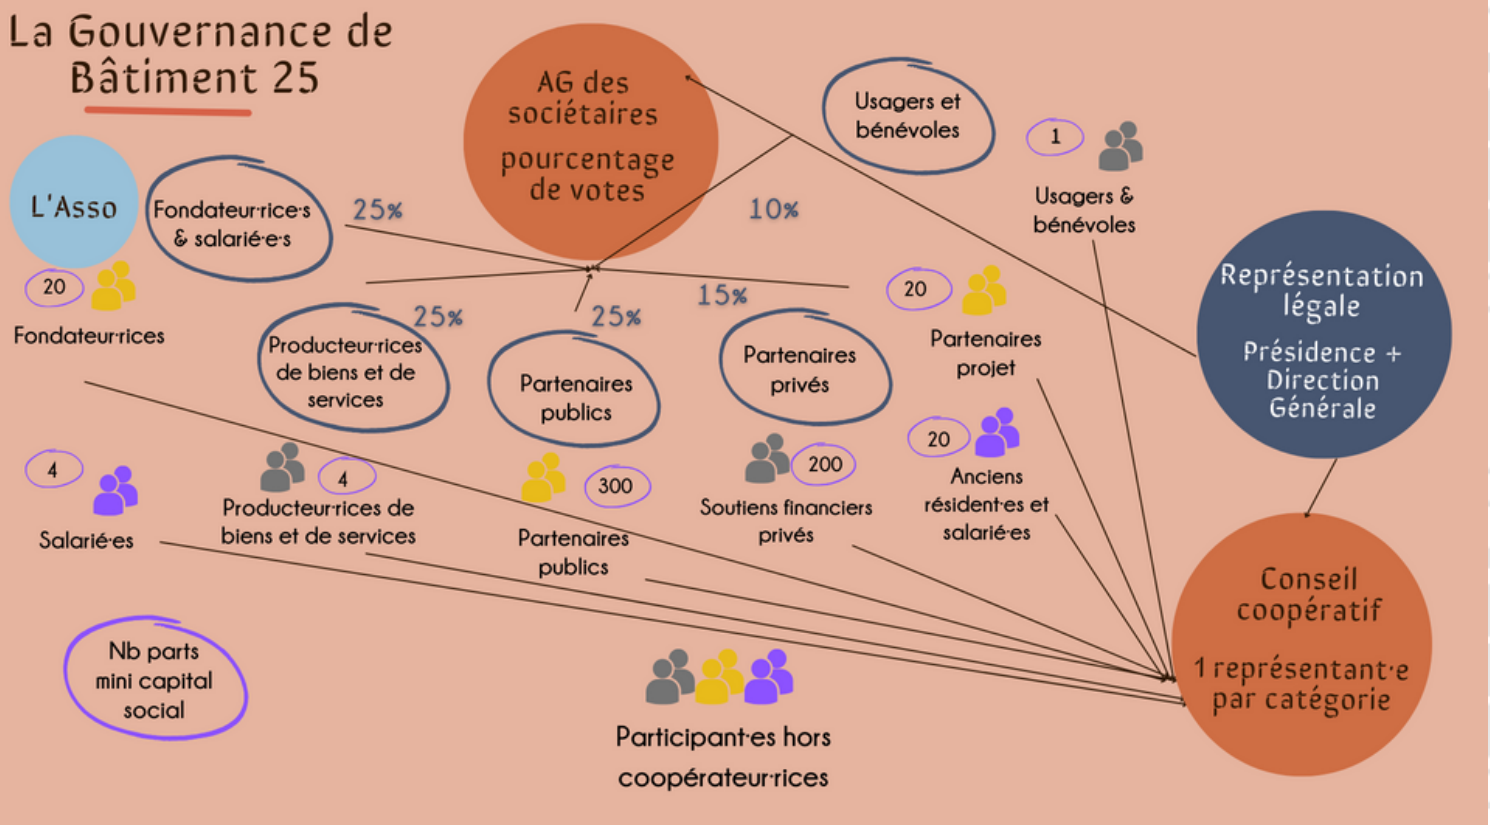 La Gouvernance de
Bâtiment 25
AG des
sociétaires
pourcentage
de votes
Usagers et
bénévoles
1
Usagers &
bénévoles
L'Asso
Fondateur·rice·s
& salarié·e·s
25%
10%
Représentation
légale
Présidence +
Direction
Générale
20
Fondateur·rices
25%
25%
15%
20
Partenaires
projet
Producteur·rices
de biens et de
services
Partenaires
publics
Partenaires
privés
20
Anciens
résident·es et
salarié·es
4
Salarié·es
4
Producteur·rices de
biens et de services
300
Partenaires
publics
200
Soutiens financiers
privés
Conseil
coopératif
1 représentant·e
par catégorie
Nb parts
mini capital
social
Participant·es hors
coopérateur·rices